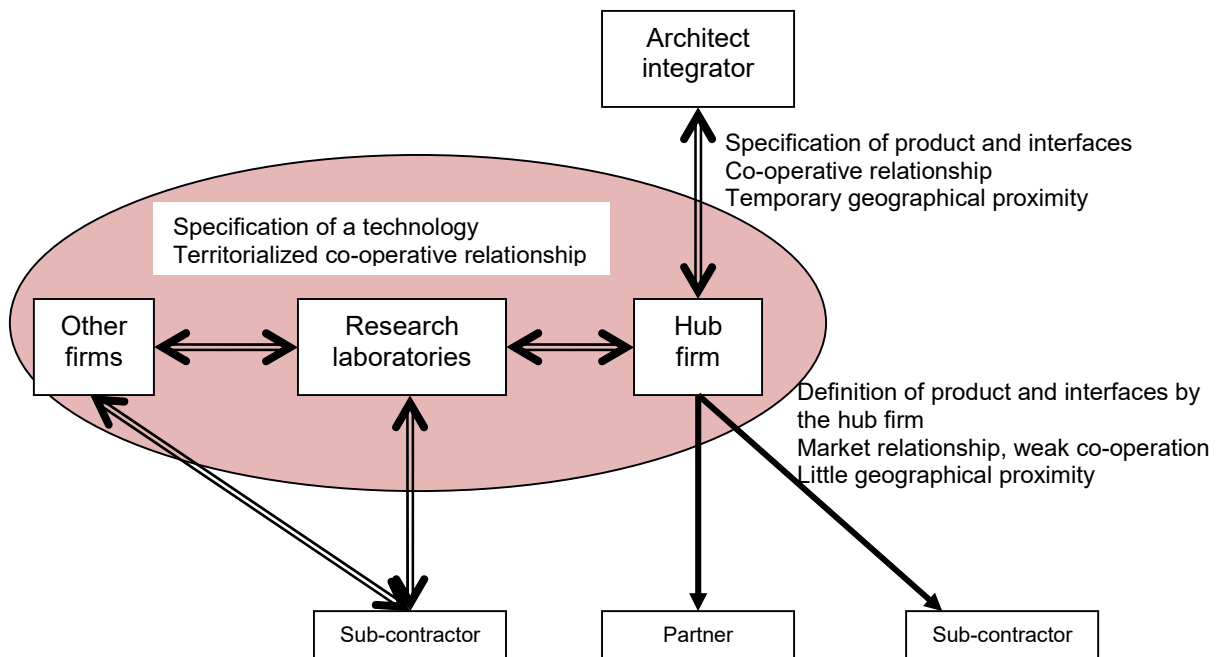 Architect
integrator
Specification of product and interfaces
Co-operative relationship
Temporary geographical proximity
Specification of a technology
Territorialized co-operative relationship
Other
firms
Research
laboratories
Hub
firm
Definition of product and interfaces by
the hub firm
Market relationship, weak co-operation
Little geographical proximity
Sub-contractor
Partner
Sub-contractor